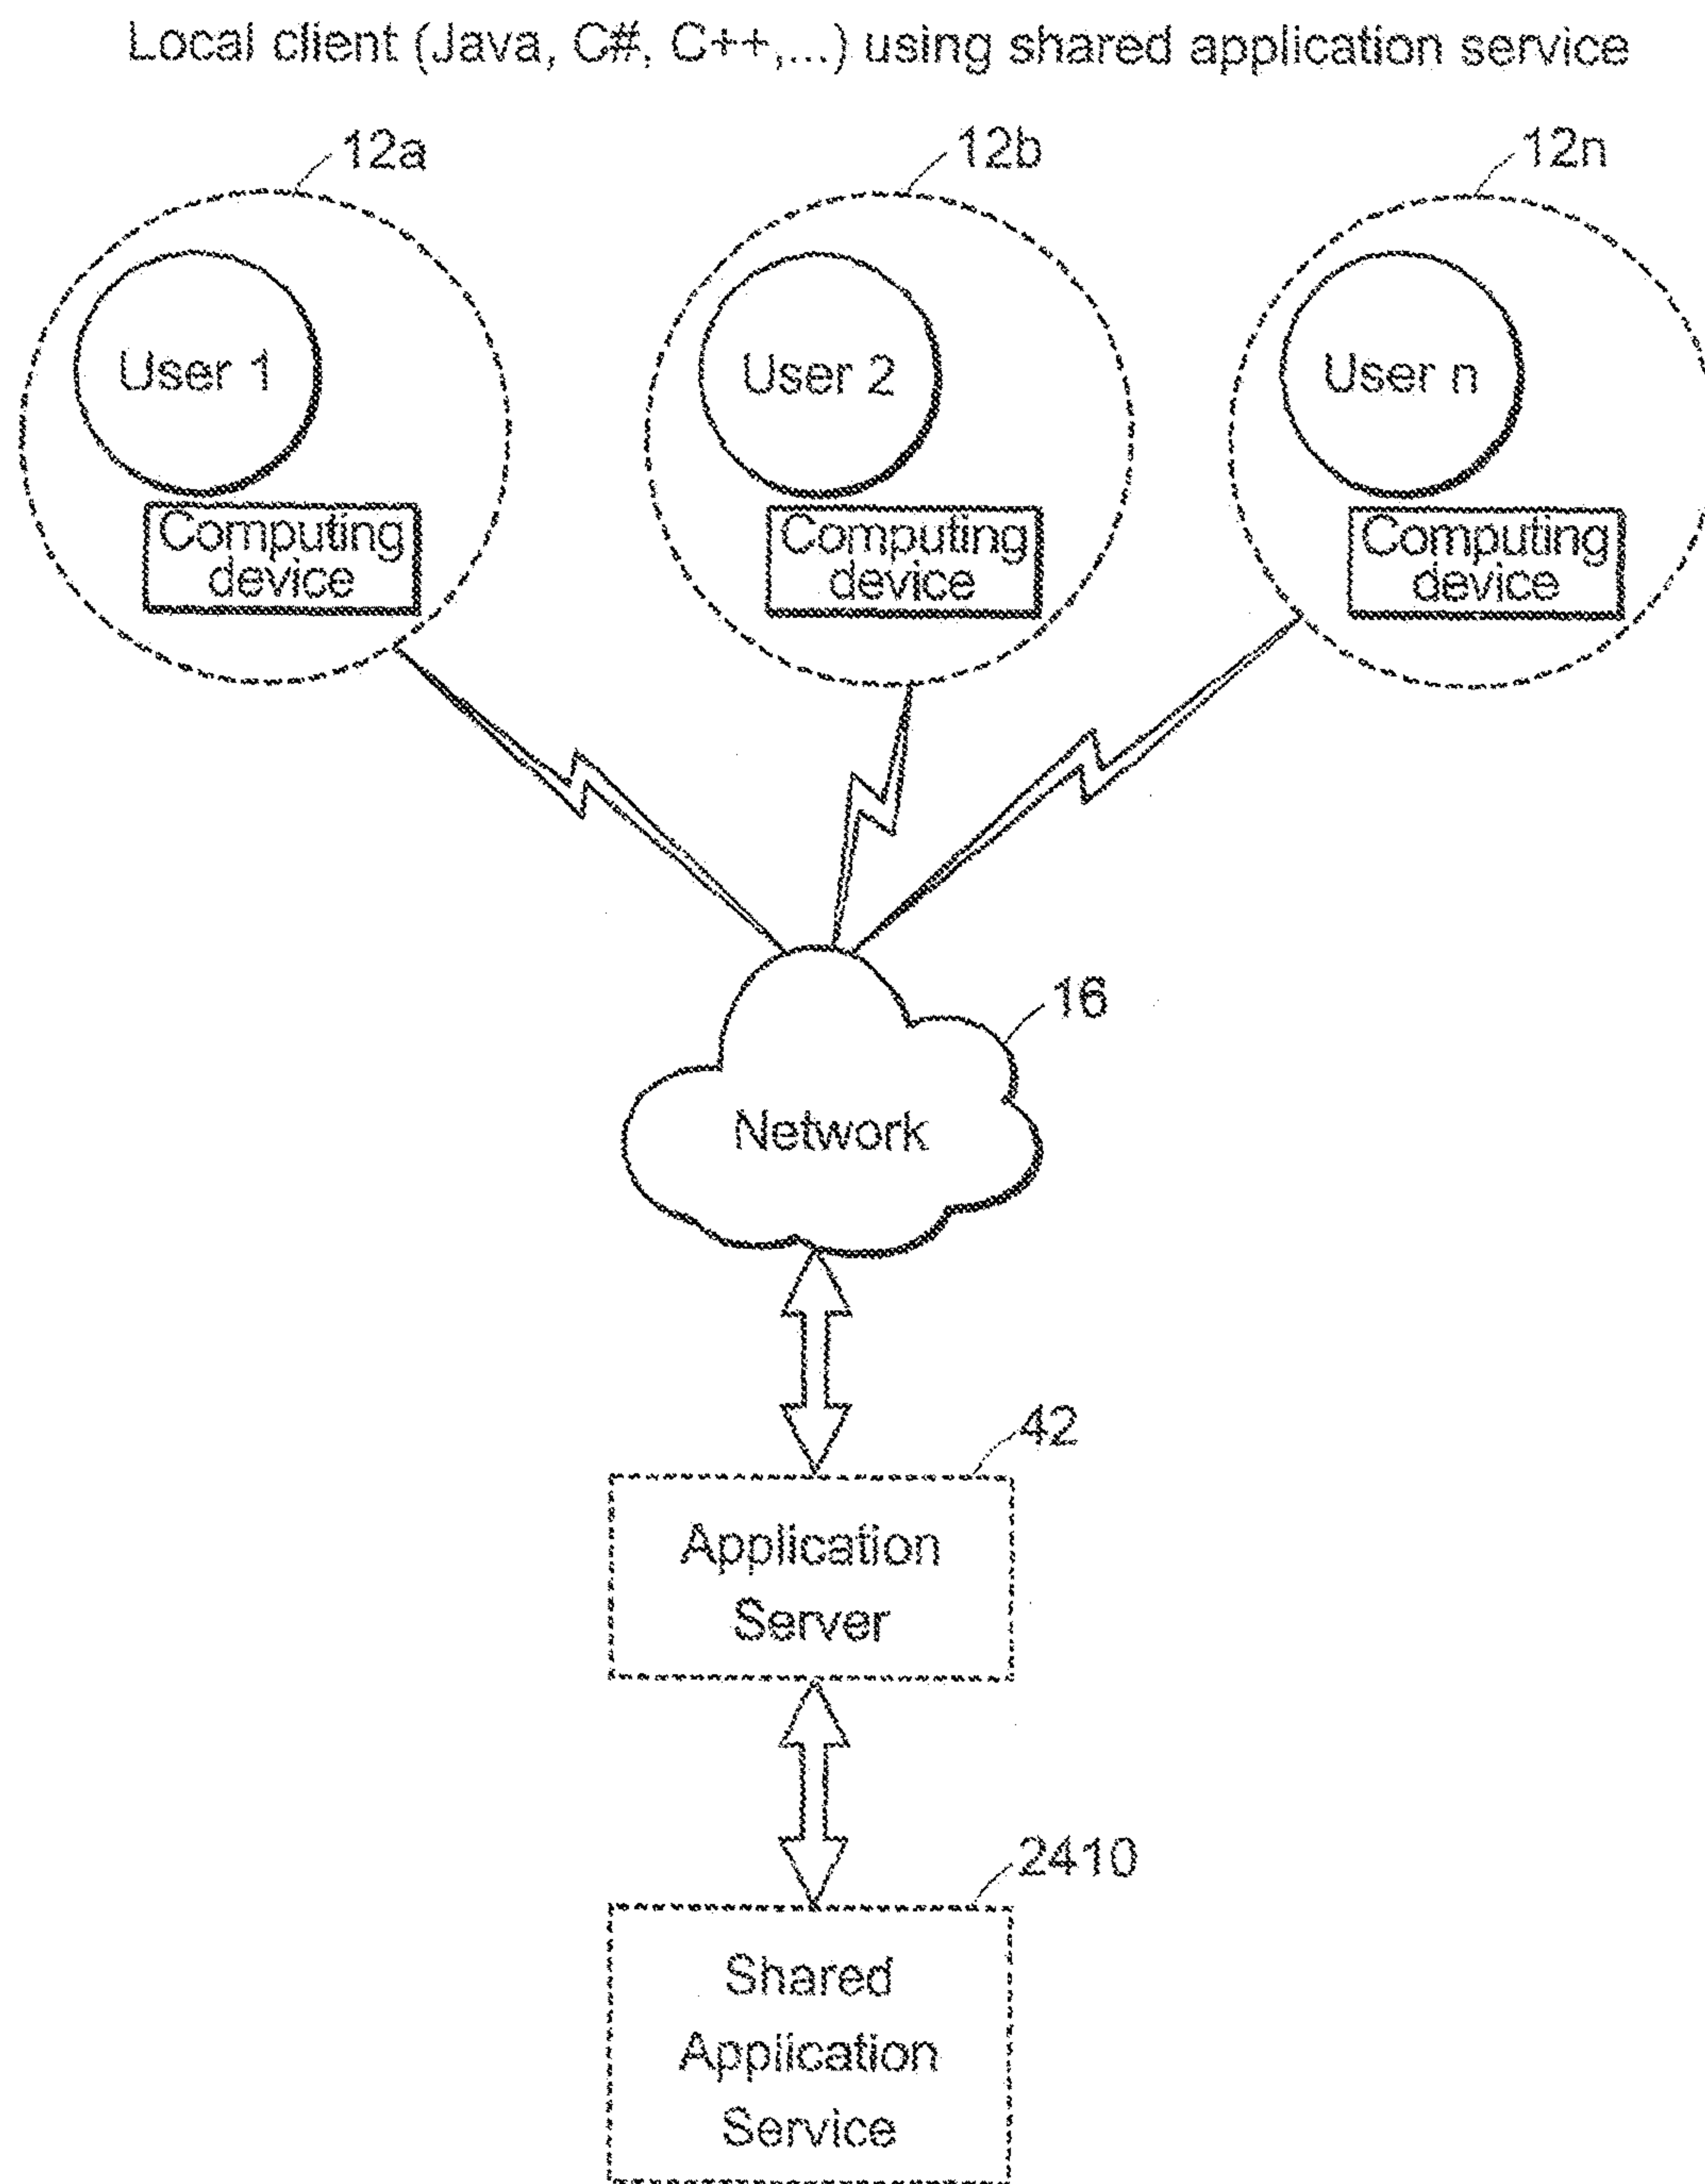 Local client (Java, C#, C++,...) using shared application service
12a
12b
12n
User 1
User 2
User n
Computing
device
Computing
device
Computing
device
16
Network
42
Application
Server
2410
Shared
Application
Service